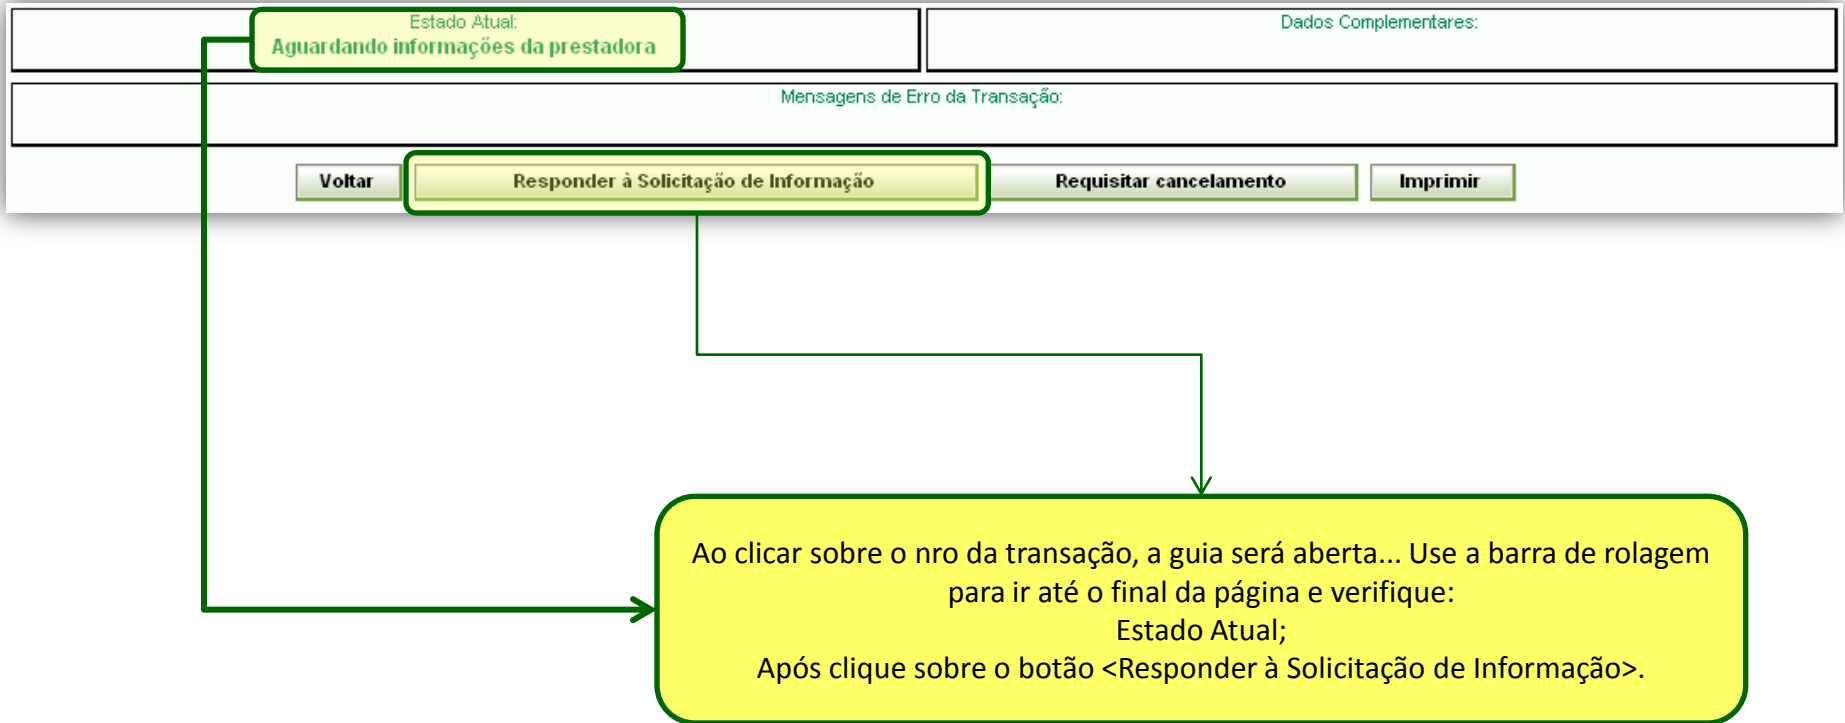 Estado Atual:
Aguardando informações da prestadora
Dados Complementares:
Mensagens de Erro da Transação:
Voltar
Responder à Solicitação de Informação
Requisitar cancelamento
Imprimir
Ao clicar sobre o nro da transação, a guia será aberta... Use a barra de rolagem
para ir até o final da página e verifique:
Estado Atual;
Após clique sobre o botão <Responder à Solicitação de Informação>.